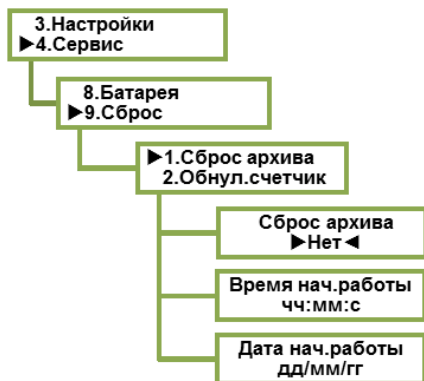 3.Настройки
▶4.Сервис
8.Батарея
▶9.Сброс
▶1.Сброс архива
2.Обнул.счетчик
Сброс архива
▶Нет◀
Время нач.работы
чч:мм:с
Дата нач.работы
дд/мм/гг